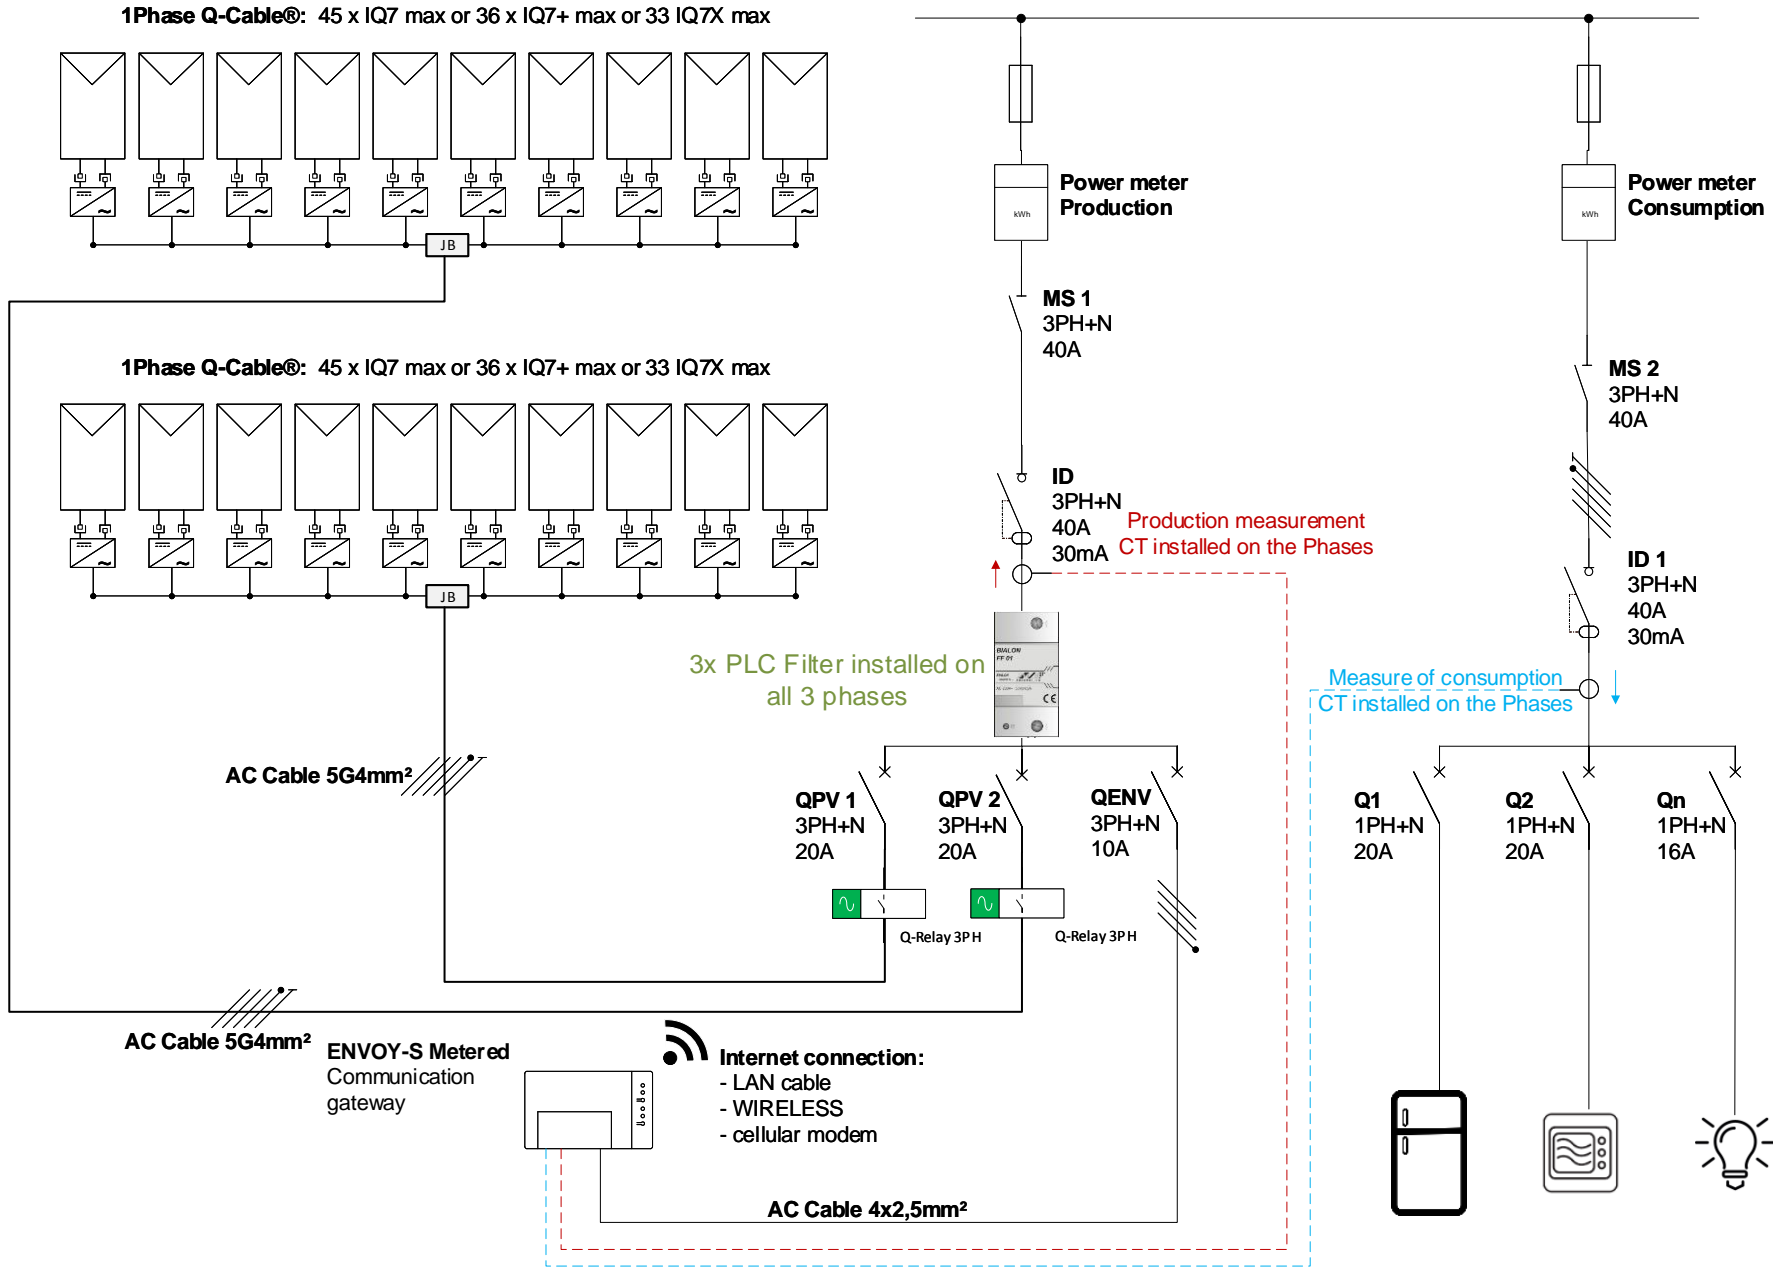 1Phase Q-Cable®: 45 x IQ7 max or 36 x IQ7+ max or 33 IQ7X max
JB
1Phase Q-Cable®: 45 x IQ7 max or 36 x IQ7+ max or 33 IQ7X max
JB
AC Cable 5G4mm²
AC Cable 5G4mm²
kWh
Power meter
Production
MS 1
3PH+N
40A
ID
3PH+N
40A
30mA
Production measurement
CT installed on the Phases
3x PLC Filter installed on
all 3 phases
BIALON
FF 01
CE
QPV 1
3PH+N
20A
QPV 2
3PH+N
20A
QENV
3PH+N
10A
Q-Relay 3PH
Q-Relay 3PH
kWh
Power meter
Consumption
MS 2
3PH+N
40A
ID 1
3PH+N
40A
30mA
Measure of consumption
CT installed on the Phases
Q1
1PH+N
20A
Q2
1PH+N
20A
Qn
1PH+N
16A
ENVOY-S Metered
Communication
gateway
Internet connection:
- LAN cable
- WIRELESS
- cellular modem
AC Cable 4x2,5mm²